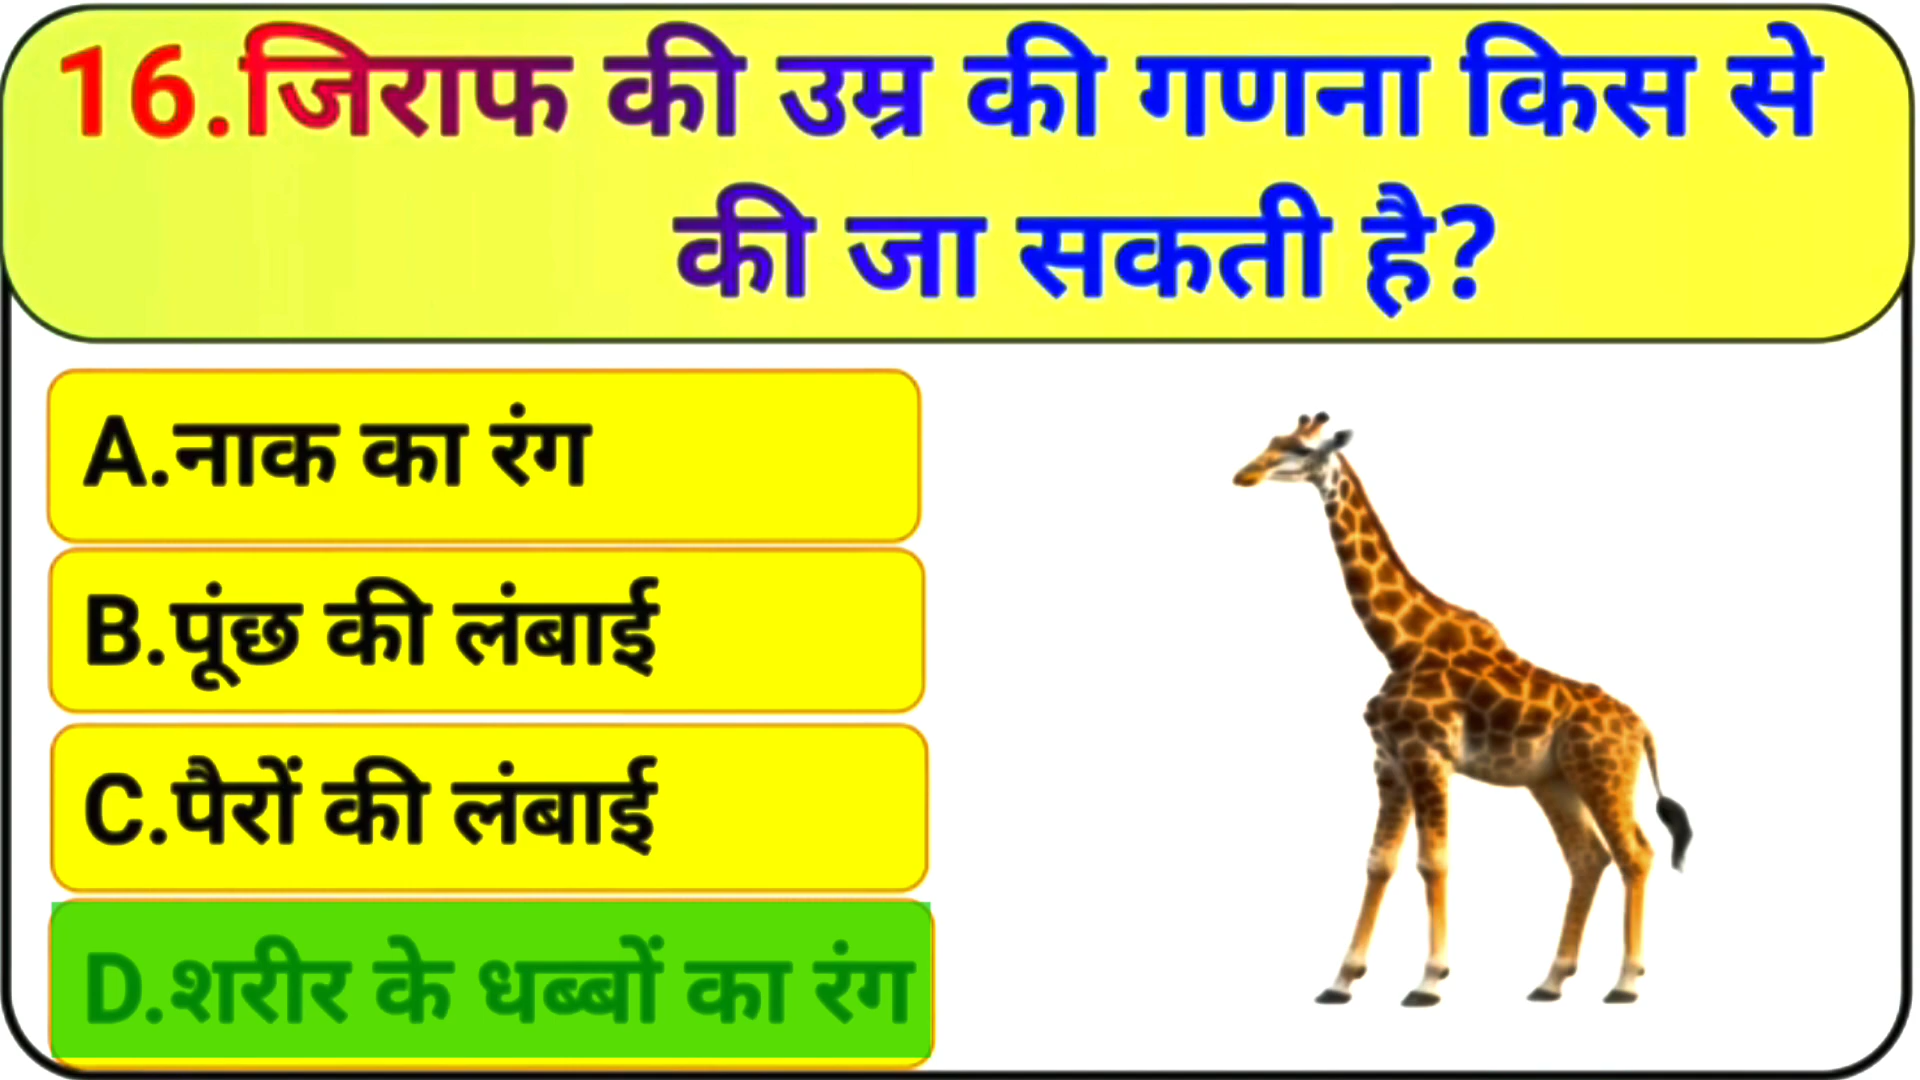 16.जिराफ की उम्र की गणना किस से
की जा सकती है?
A.नाक का रंग
B.पूंछ की लंबाई
C.पैरों की लंबाई
D.शरीर के धब्बों का रंग